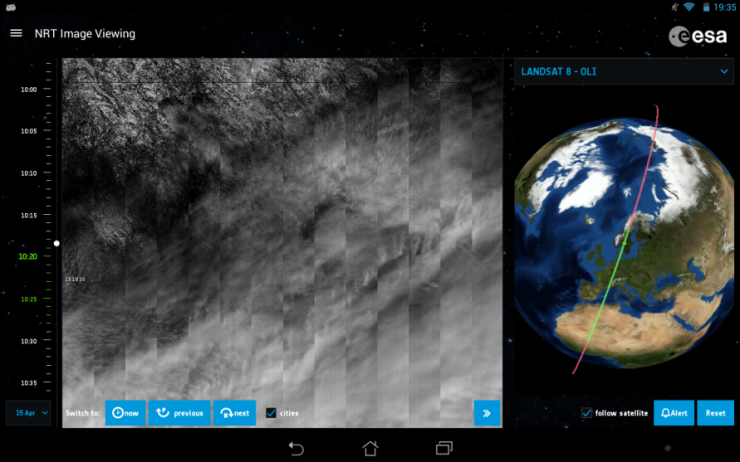 19:35
NRT Image Viewing
esa
LANDSAT 8 - OLI
10:00
10:05
10:10
10:15
10:20
10:25
10:30
10:35
15 Apr
Switch to:
now
previous
next
cities
»
follow satellite
Alert
Reset